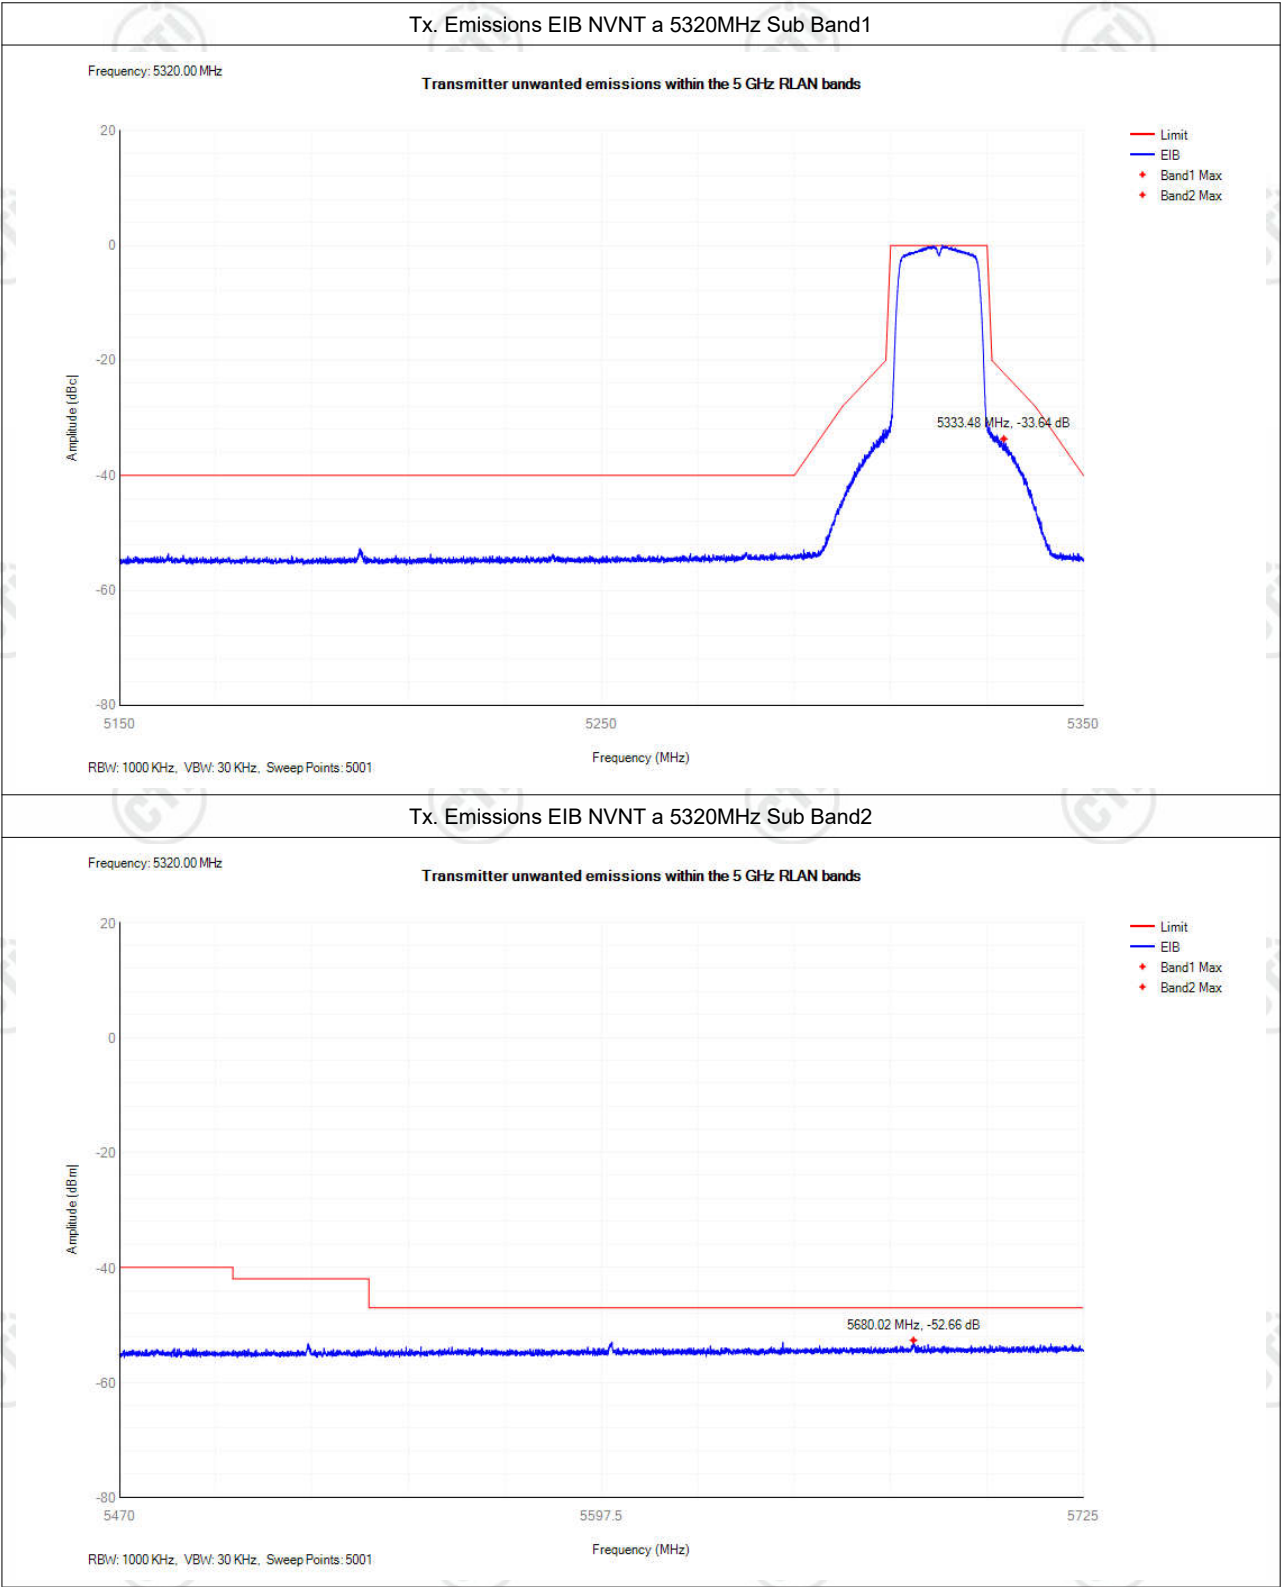 Tx. Emissions EIB NVNT a 5320MHz Sub Band1
Frequency: 5320.00 MHz
Transmitter unwanted emissions within the 5 GHz RLAN bands
Limit
EIB
Band1 Max
Band2 Max
20
0
-20
-40
-60
-80
Amplitude [dBc]
5333.48 MHz, -33.64 dB
5150
5250
5350
Frequency (MHz)
RBW: 1000 KHz, VBW: 30 KHz, Sweep Points: 5001
Tx. Emissions EIB NVNT a 5320MHz Sub Band2
Frequency: 5320.00 MHz
Transmitter unwanted emissions within the 5 GHz RLAN bands
Limit
EIB
Band1 Max
Band2 Max
20
0
-20
-40
-60
-80
Amplitude [dBm]
5680.02 MHz, -52.66 dB
5470
5597.5
5725
Frequency (MHz)
RBW: 1000 KHz, VBW: 30 KHz, Sweep Points: 5001